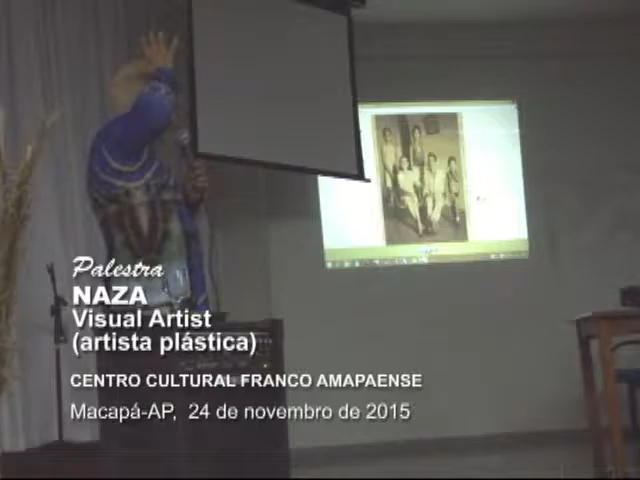 Palestra
NAZA
Visual Artist
(artista plástica)
CENTRO CULTURAL FRANCO AMAPAENSE
Macapá-AP, 24 de novembro de 2015